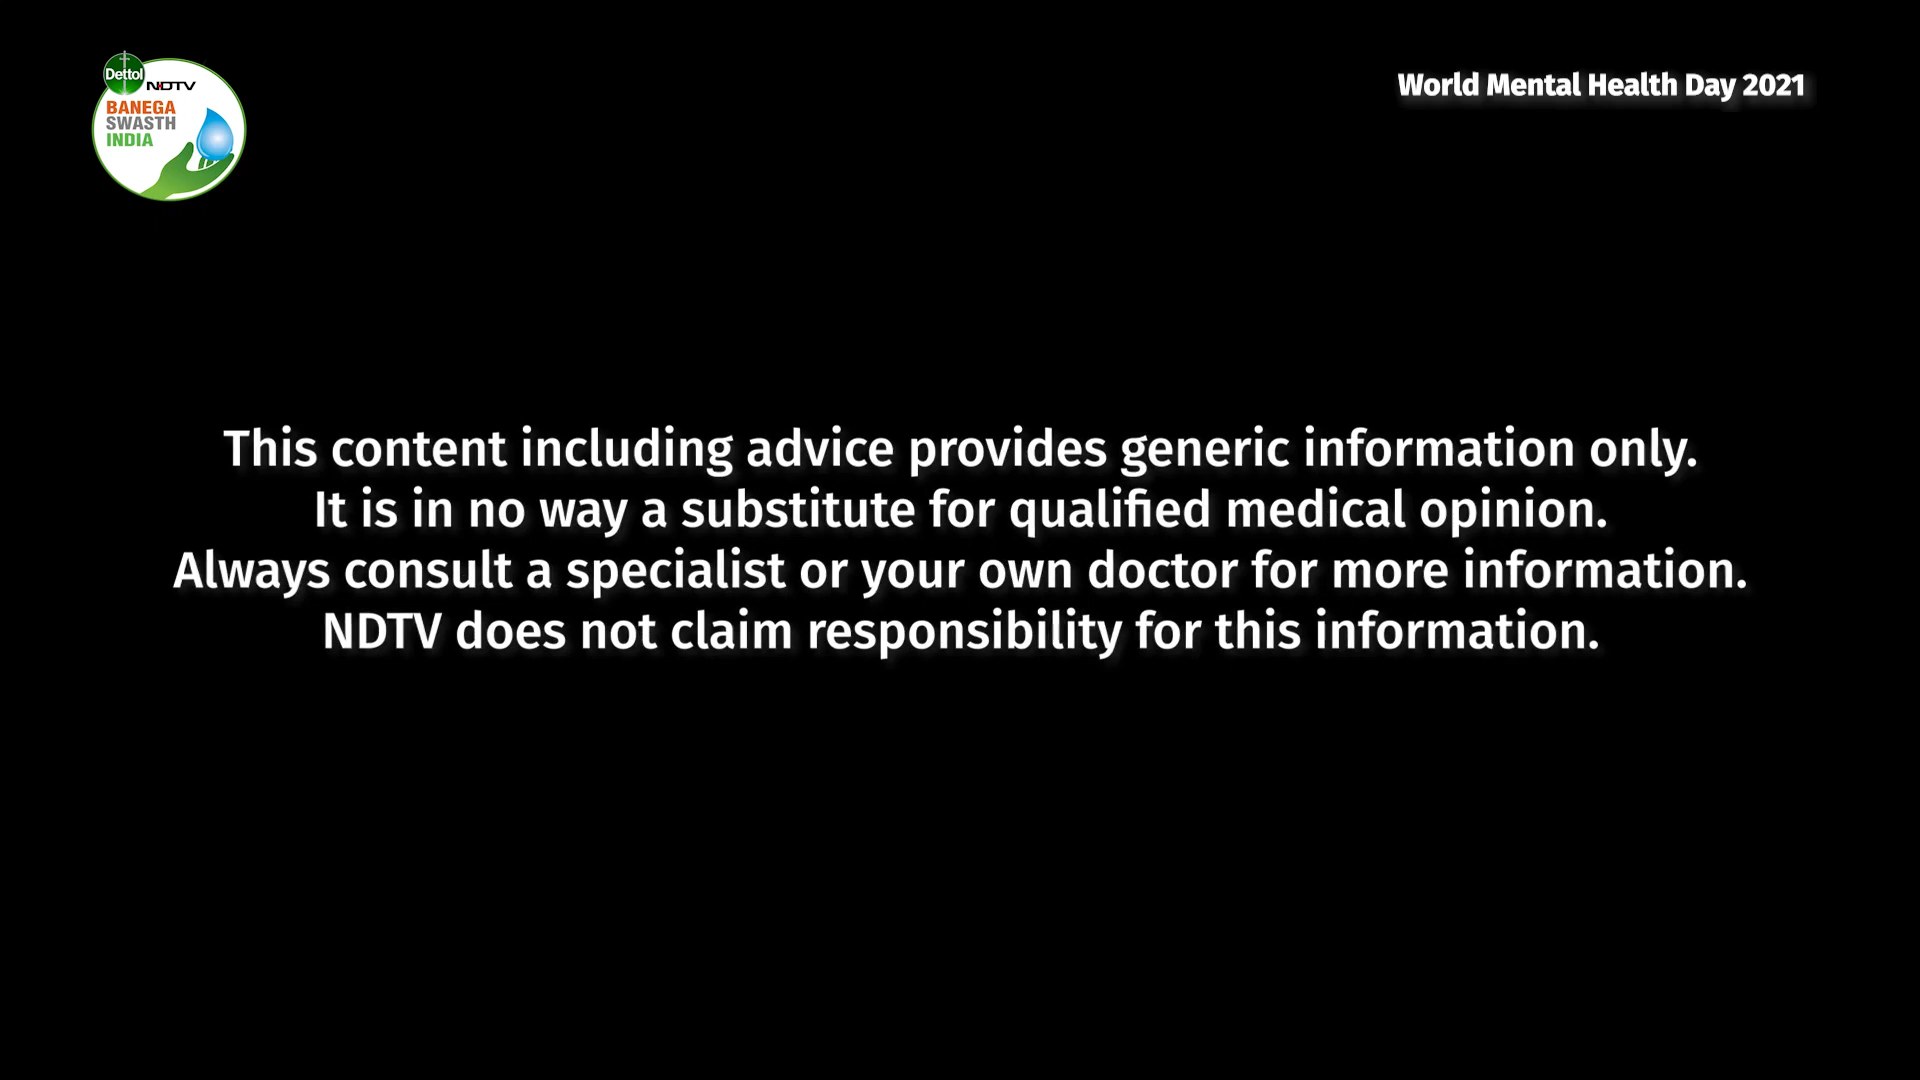 Dettol
NDTV
BANEGA
SWASTH
INDIA
World Mental Health Day 2021
This content including advice provides generic information only.
It is in no way a substitute for qualified medical opinion.
Always consult a specialist or your own doctor for more information.
NDTV does not claim responsibility for this information.